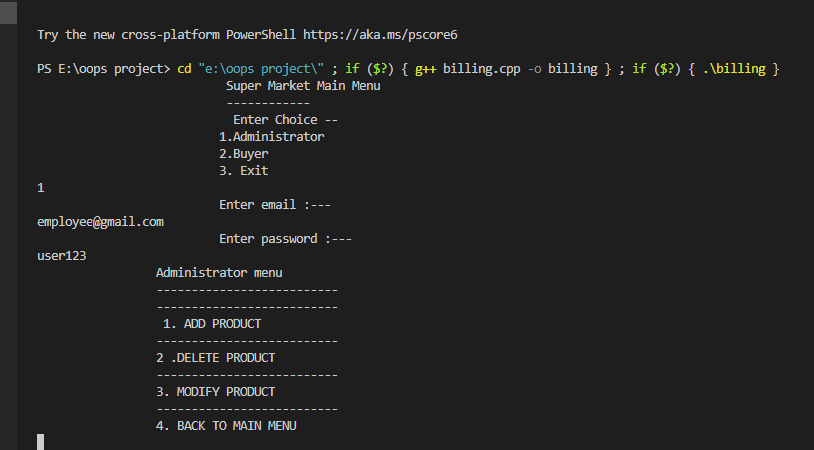 Try the new cross-platform PowerShell https://aka.ms/pscore6
PS E:\oops project> cd "e:\oops project\" ; if ($?) { g++ billing.cpp -o billing } ; if ($?) { .\billing }
Super Market Main Menu
------------
Enter Choice --
1.Administrator
2.Buyer
3. Exit
1
Enter email :---
employee@gmail.com
Enter password :---
user123
Administrator menu
--------------------------
--------------------------
1. ADD PRODUCT
--------------------------
2 .DELETE PRODUCT
--------------------------
3. MODIFY PRODUCT
--------------------------
4. BACK TO MAIN MENU